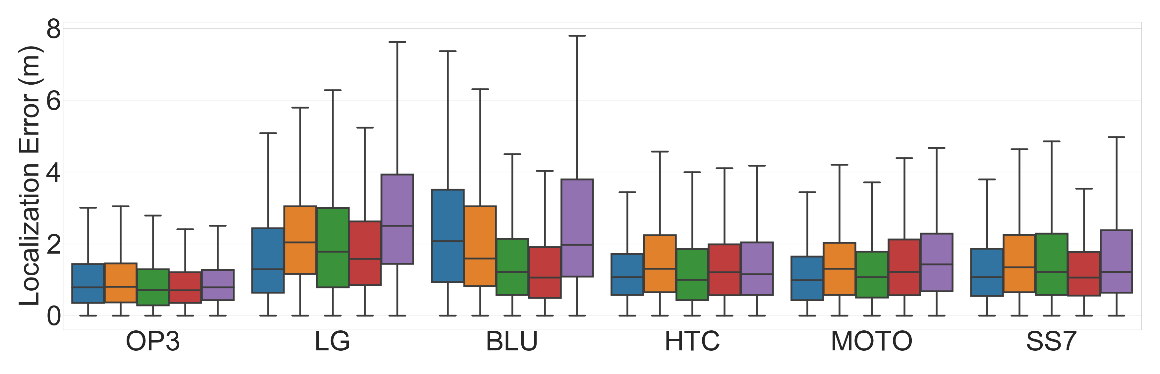 Localization Error (m)
8
6
4
2
0
OP3 LG BLU HTC MOTO SS7